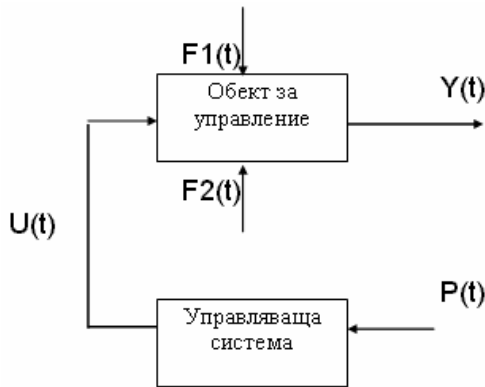 F1(t)
Обект за
управление
Y(t)
F2(t)
U(t)
P(t)
Управляваща
система